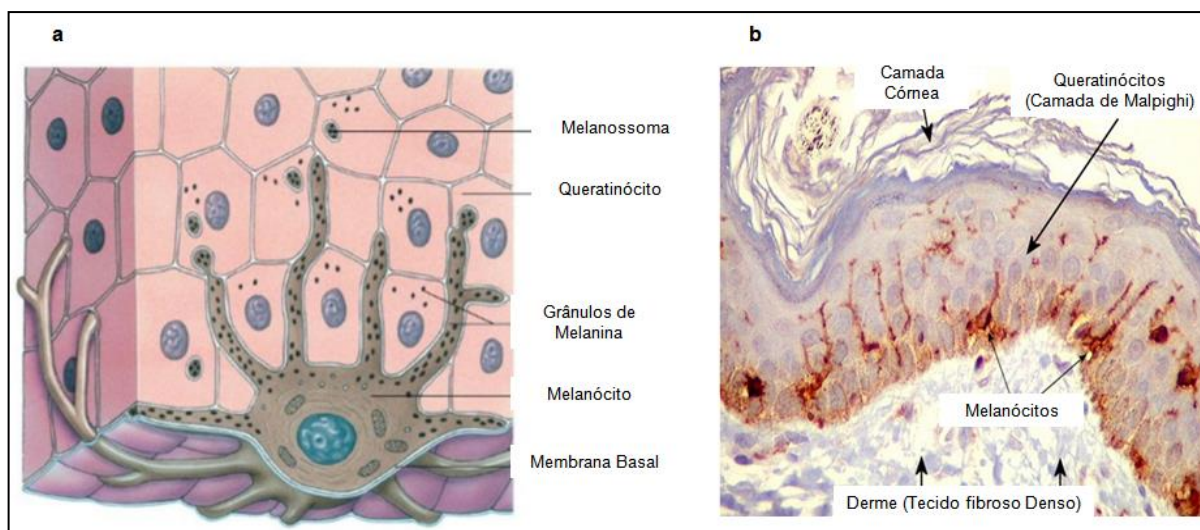 a
Melanossoma
Queratinócito
Grânulos de
Melanina
Melanócito
Membrana Basal
b
Camada
Córnea
Queratinócitos
(Camada de Malpighi)
Melanócitos
Derme (Tecido fibroso Denso)